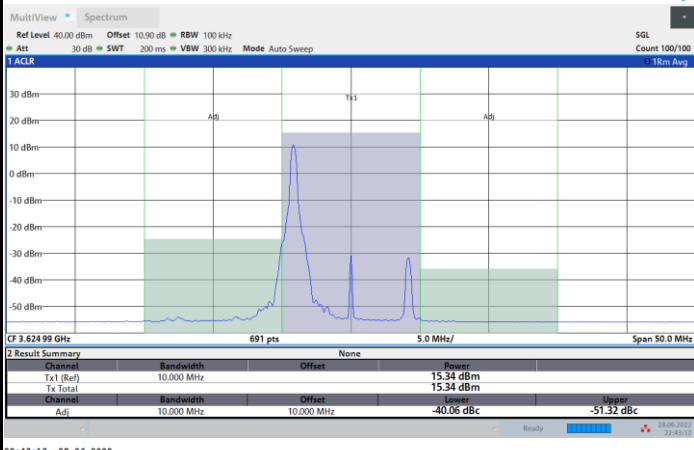 MultiView Spectrum
Ref Level 40.00 dBm Offset 10.90 dB RBW 100 kHz SGL
Att 30 dB SWT 200 ms VBW 300 kHz Mode Auto Sweep Count 100/100
1 ACLR 1Rm Avg
30 dBm
Tx1
20 dBm Adj Adj
10 dBm
0 dBm
-10 dBm
-20 dBm
-30 dBm
-40 dBm
-50 dBm
CF 3.624 99 GHz 691 pts 5.0 MHz/ Span 50.0 MHz
2 Result Summary None
Channel Bandwidth Offset Power
Tx1 (Ref) 10.000 MHz 15.34 dBm
Tx Total 15.34 dBm
Channel Bandwidth Offset Lower Upper
Adj 10.000 MHz 10.000 MHz -40.06 dBc -51.32 dBc
Ready 28.06.2022
22:43:12